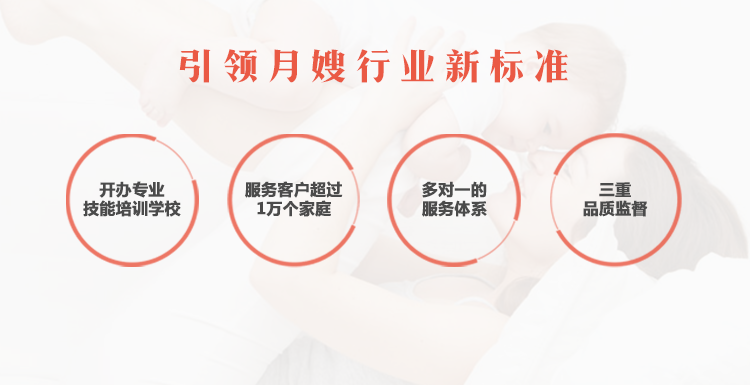 引领月嫂行业新标准
开办专业
技能培训学校
服务客户超过
1万个家庭
多对一的
服务体系
三重
品质监督